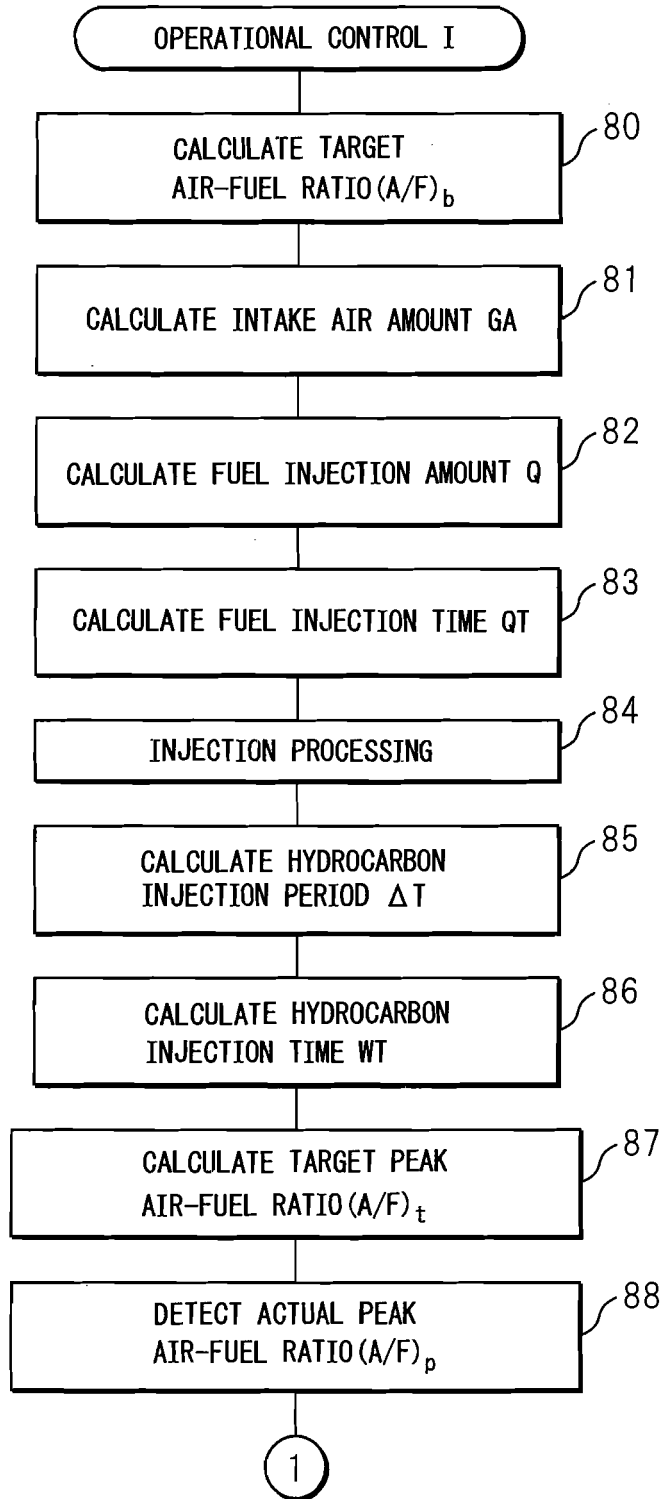 OPERATIONAL CONTROL I
80
CALCULATE TARGET
AIR-FUEL RATIO(A/F)b
81
CALCULATE INTAKE AIR AMOUNT GA
82
CALCULATE FUEL INJECTION AMOUNT Q
83
CALCULATE FUEL INJECTION TIME QT
84
INJECTION PROCESSING
85
CALCULATE HYDROCARBON
INJECTION PERIOD ΔT
86
CALCULATE HYDROCARBON
INJECTION TIME WT
87
CALCULATE TARGET PEAK
AIR-FUEL RATIO(A/F)t
88
DETECT ACTUAL PEAK
AIR-FUEL RATIO(A/F)p
1